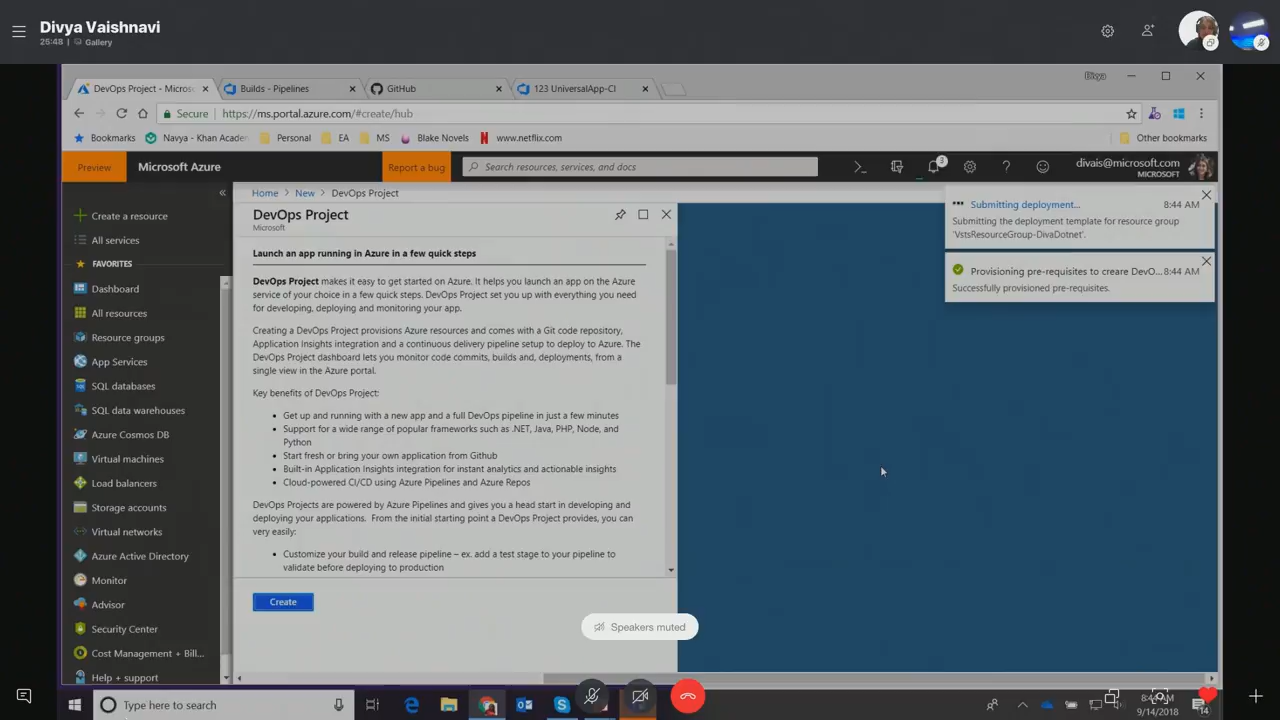 Divya Vaishnavi
25:48 | Gallery
DevOps Project - Micros
Builds - Pipelines
GitHub
123 UniversalApp-CI
Divya
Secure
https://ms.portal.azure.com/#create/hub
Bookmarks
Navya - Khan Acade
Personal
EA
MS
Blake Novels
www.netflix.com
Other bookmarks
Preview
Microsoft Azure
Report a bug
Search resources, services, and docs
3
divais@microsoft.com
MICROSOFT
Create a resource
All services
FAVORITES
Dashboard
All resources
Resource groups
App Services
SQL databases
SQL data warehouses
Azure Cosmos DB
Virtual machines
Load balancers
Storage accounts
Virtual networks
Azure Active Directory
Monitor
Advisor
Security Center
Cost Management + Bill...
Help + support
Home > New > DevOps Project
DevOps Project
Microsoft
Launch an app running in Azure in a few quick steps
DevOps Project makes it easy to get started on Azure. It helps you launch an app on the Azure
service of your choice in a few quick steps. DevOps Project set you up with everything you need
for developing, deploying and monitoring your app.
Creating a DevOps Project provisions Azure resources and comes with a Git code repository,
Application Insights integration and a continuous delivery pipeline setup to deploy to Azure. The
DevOps Project dashboard lets you monitor code commits, builds and, deployments, from a
single view in the Azure portal.
Key benefits of DevOps Project:
• Get up and running with a new app and a full DevOps pipeline in just a few minutes
• Support for a wide range of popular frameworks such as .NET, Java, PHP, Node, and
Python
• Start fresh or bring your own application from Github
• Built-in Application Insights integration for instant analytics and actionable insights
• Cloud-powered CI/CD using Azure Pipelines and Azure Repos
DevOps Projects are powered by Azure Pipelines and gives you a head start in developing and
deploying your applications. From the initial starting point a DevOps Project provides, you can
very easily:
• Customize your build and release pipeline – ex. add a test stage to your pipeline to
validate before deploying to production
Create
Submitting deployment...
8:44 AM
Submitting the deployment template for resource group
'VstsResourceGroup-DivaDotnet'.
Provisioning pre-requisites to creare DevO...
8:44 AM
Successfully provisioned pre-requisites.
Speakers muted
Type here to search
9/14/2018
14